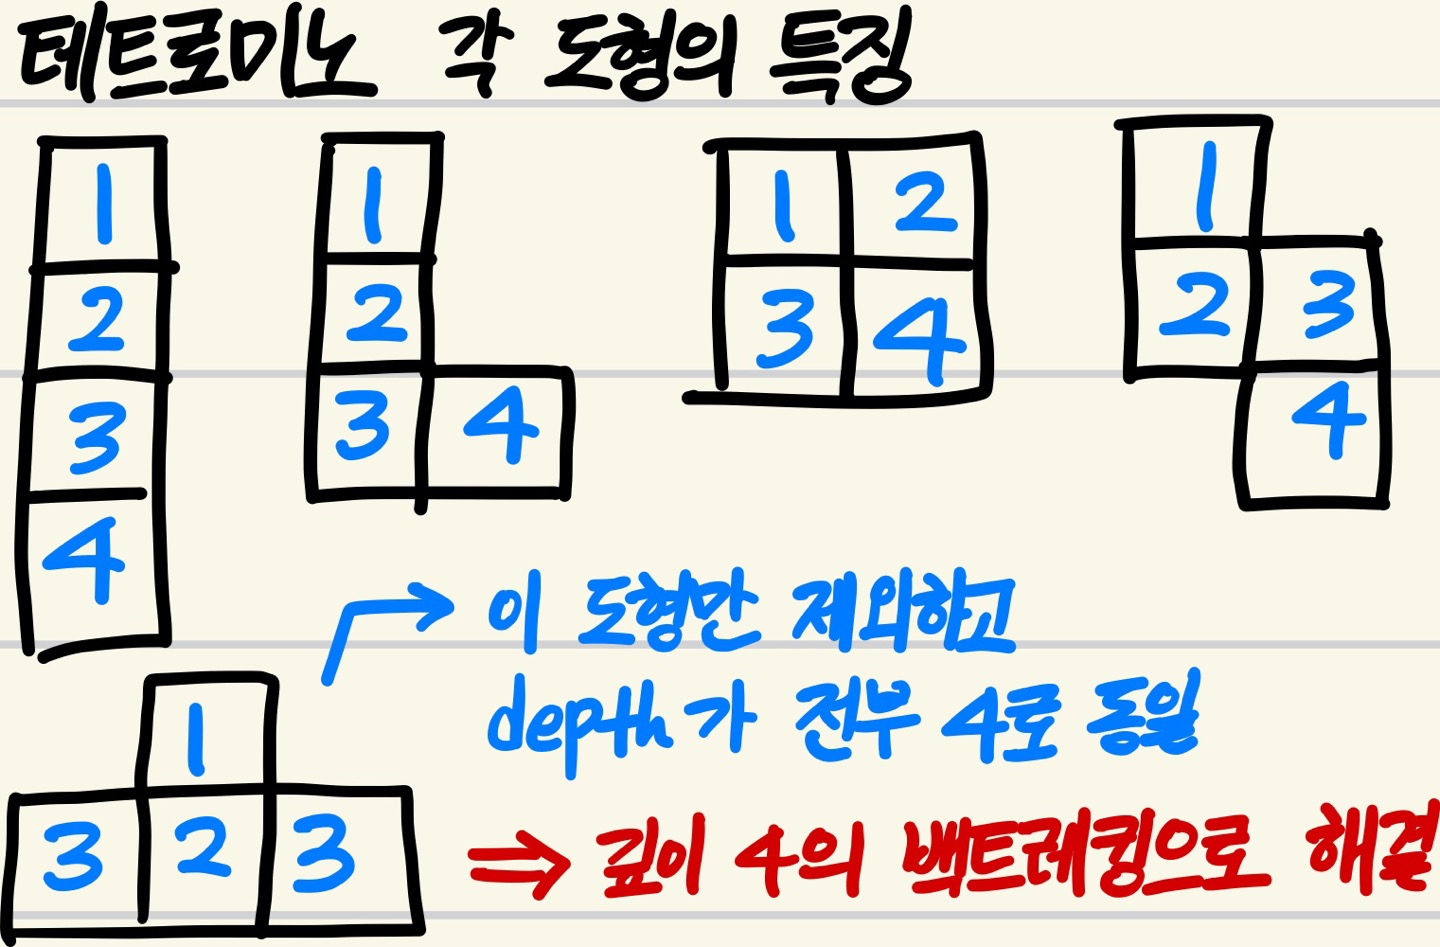 테트로미노 각 도형의 특징
1 1 1 2 1
2 2 3 4 2 3
3 3 4 4
4
이 도형만 제외하고
depth가 전부 4로 동일
1
3 2 3
⇒ 깊이 4의 백트레킹으로 해결